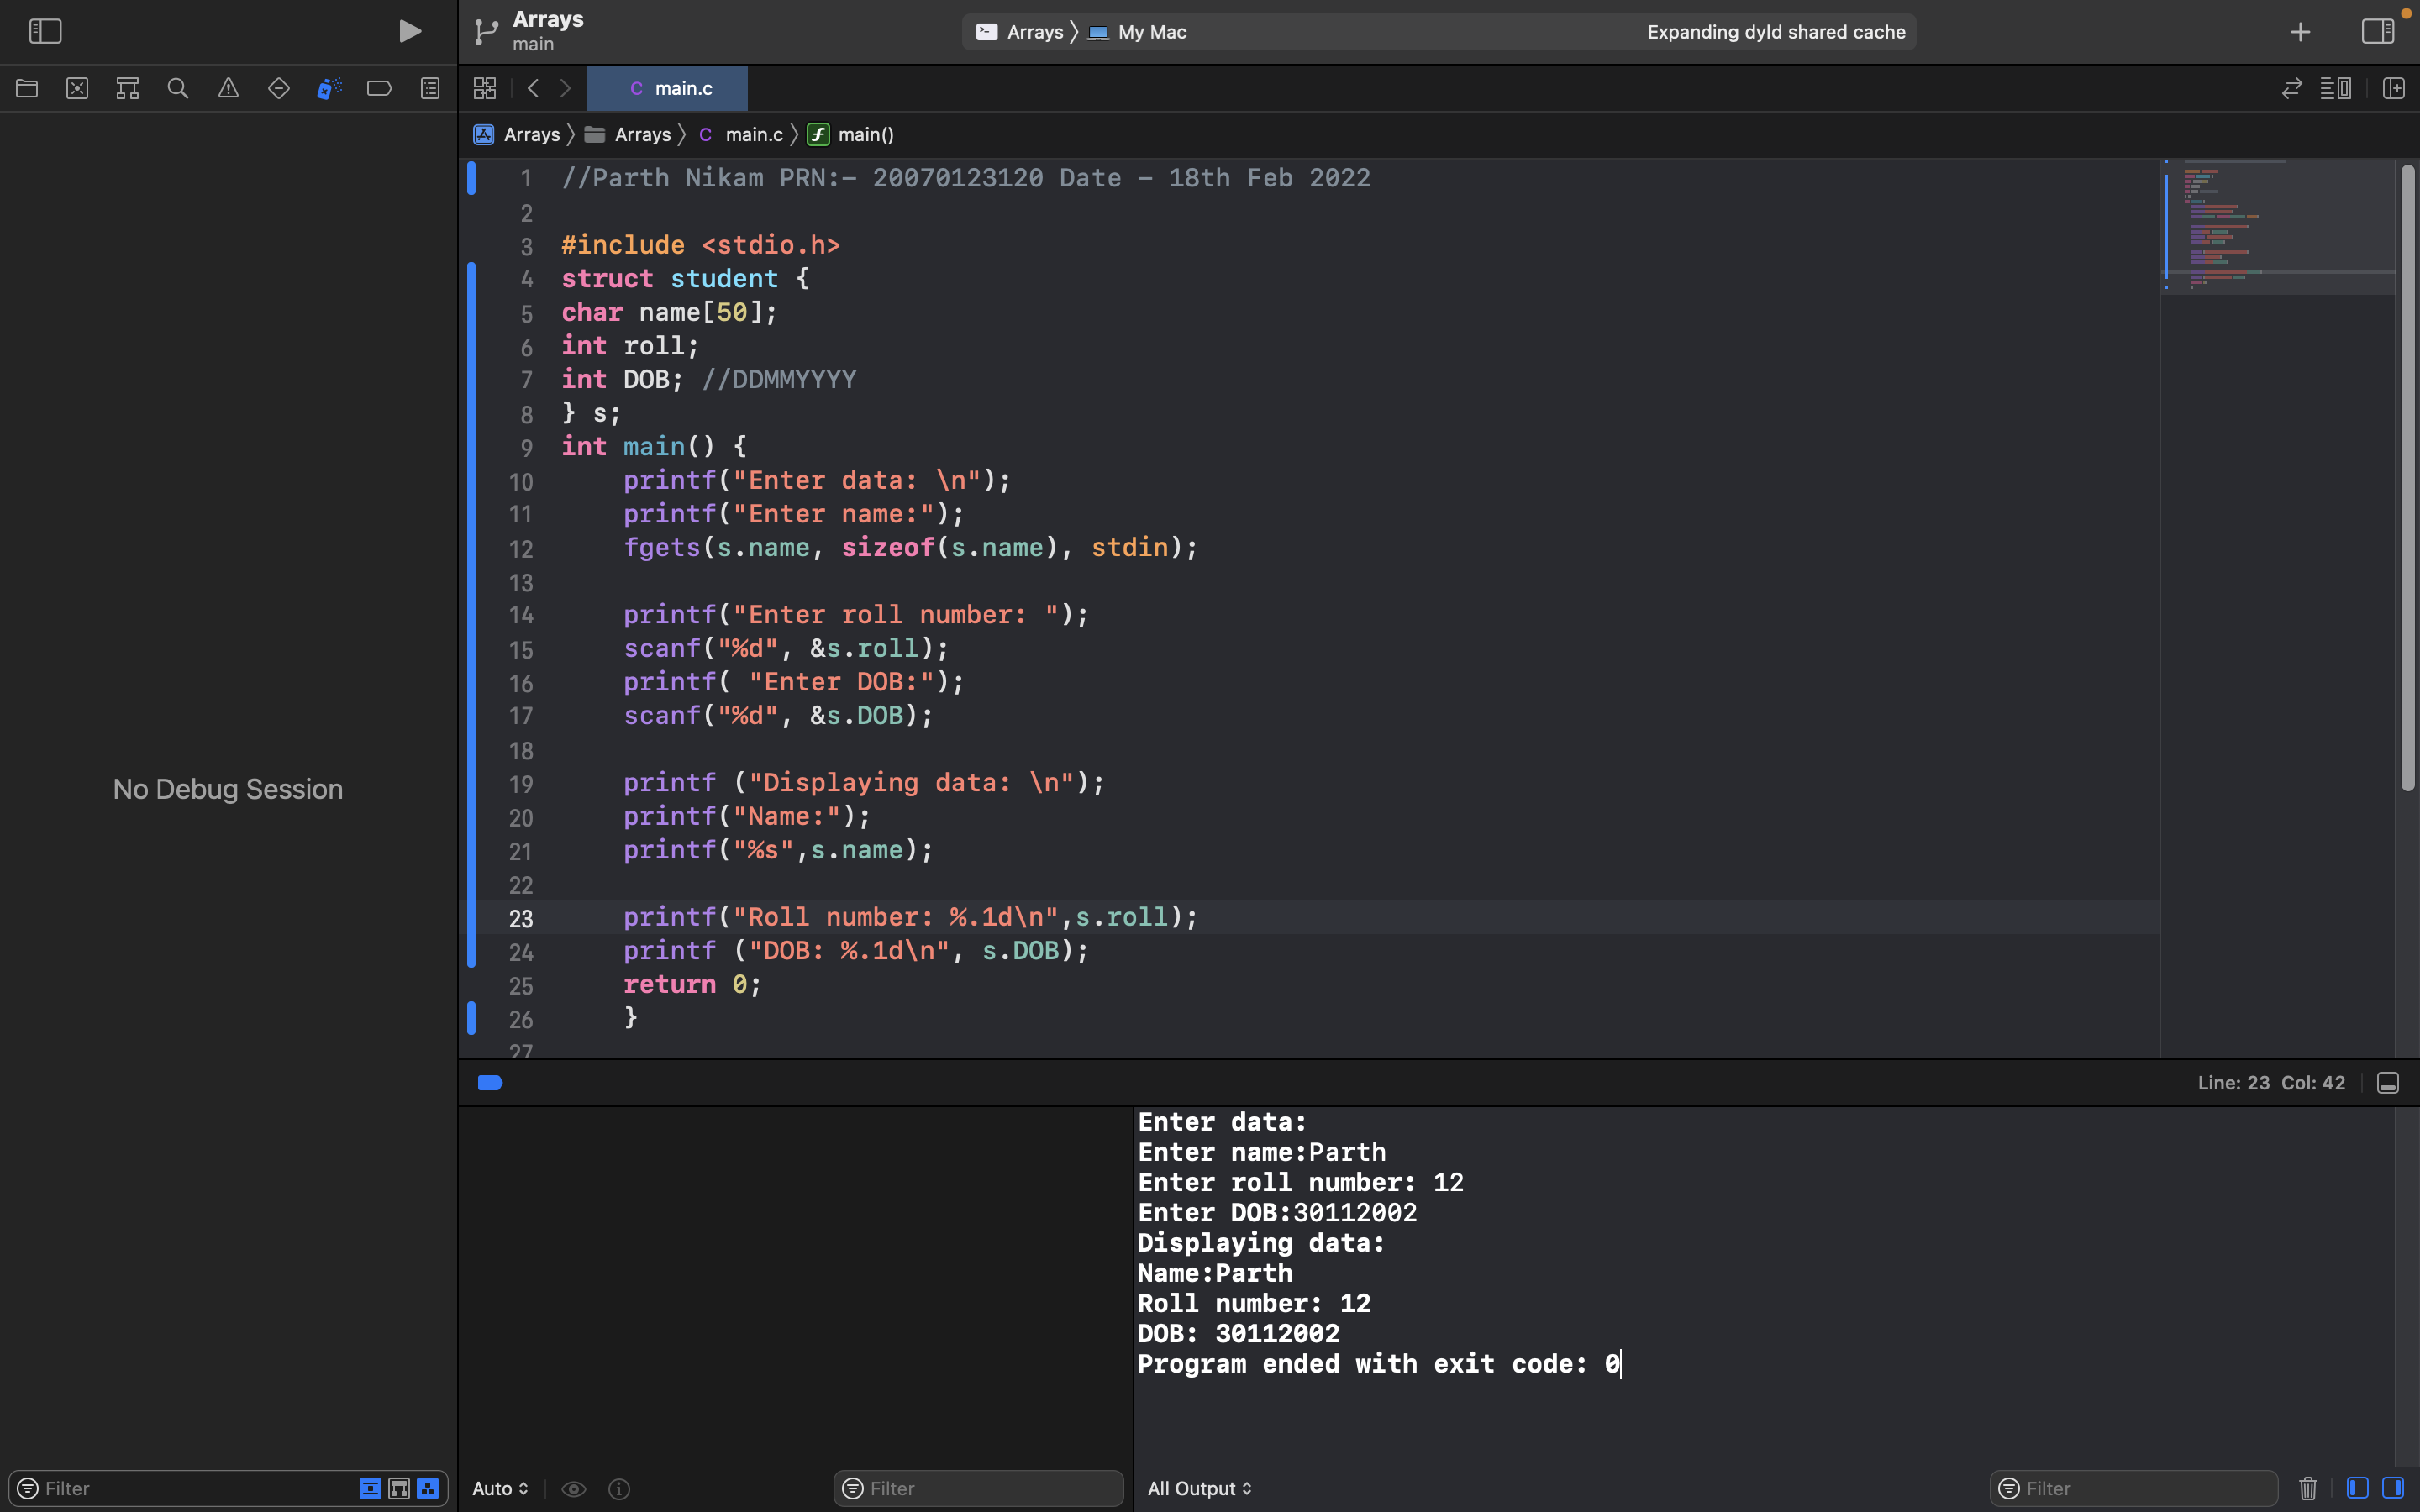 Arrays
main
Arrays 〉 My Mac
Expanding dyld shared cache
C main.c
Arrays 〉 Arrays 〉 C main.c 〉 f main()
1 //Parth Nikam PRN:- 20070123120 Date - 18th Feb 2022
2
3 #include <stdio.h>
4 struct student {
5 char name[50];
6 int roll;
7 int DOB; //DDMMYYYY
8 } s;
9 int main() {
10 printf("Enter data: \n");
11 printf("Enter name:");
12 fgets(s.name, sizeof(s.name), stdin);
13
14 printf("Enter roll number: ");
15 scanf("%d", &s.roll);
16 printf( "Enter DOB:");
17 scanf("%d", &s.DOB);
18
19 printf ("Displaying data: \n");
20 printf("Name:");
21 printf("%s",s.name);
22
23 printf("Roll number: %.1d\n",s.roll);
24 printf ("DOB: %.1d\n", s.DOB);
25 return 0;
26 }
27
No Debug Session
Line: 23 Col: 42
Enter data:
Enter name:Parth
Enter roll number: 12
Enter DOB:30112002
Displaying data:
Name:Parth
Roll number: 12
DOB: 30112002
Program ended with exit code: 0
Filter
Auto
Filter
All Output
Filter